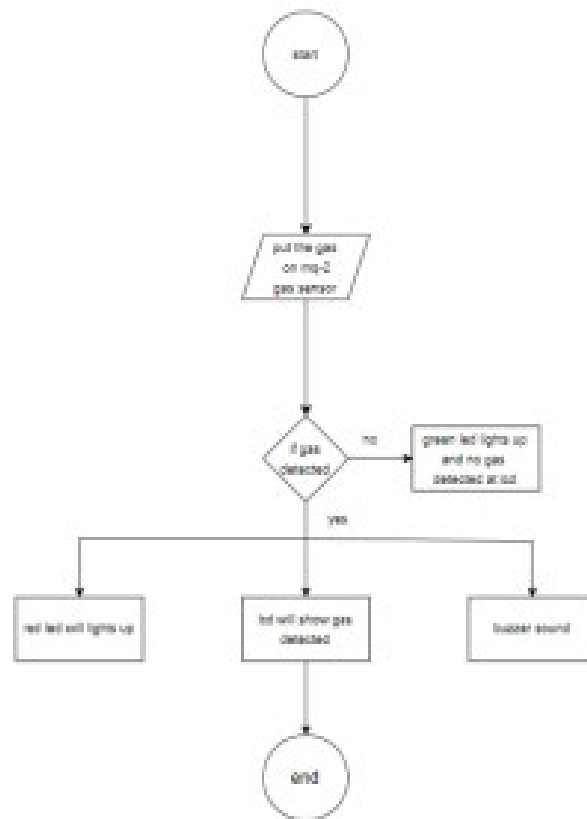 start
put the gas
on mq-2
gas sensor
if gas
detected
no
green led lights up
and no gas
detected at lcd
yes
red led will lights up
lcd will show gas
detected
buzzer sound
end